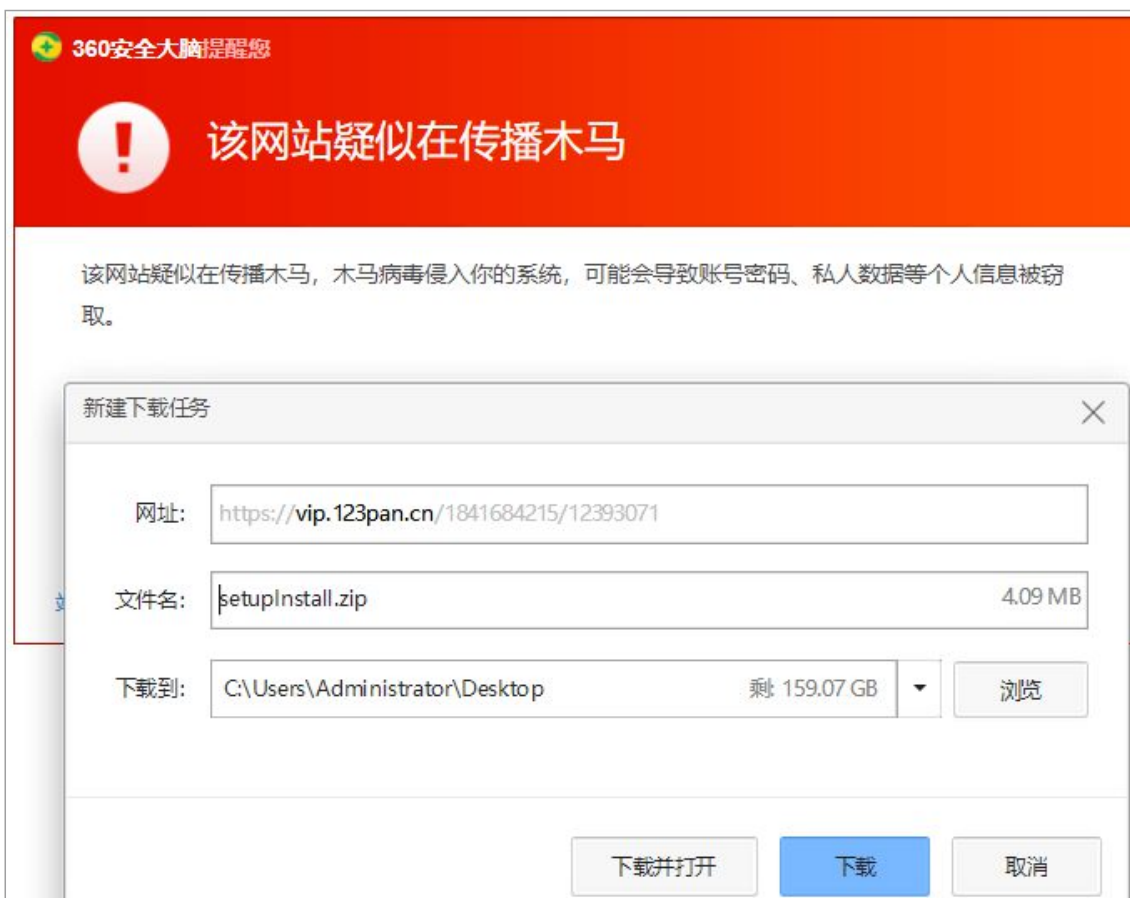 360安全大脑提醒您
该网站疑似在传播木马
该网站疑似在传播木马，木马病毒侵入你的系统，可能会导致账号密码、私人数据等个人信息被窃
取。
新建下载任务
网址: https://vip.123pan.cn/1841684215/12393071
文件名: setupInstall.zip 4.09 MB
下载到: C:\Users\Administrator\Desktop 剩: 159.07 GB 浏览
下载并打开 下载 取消